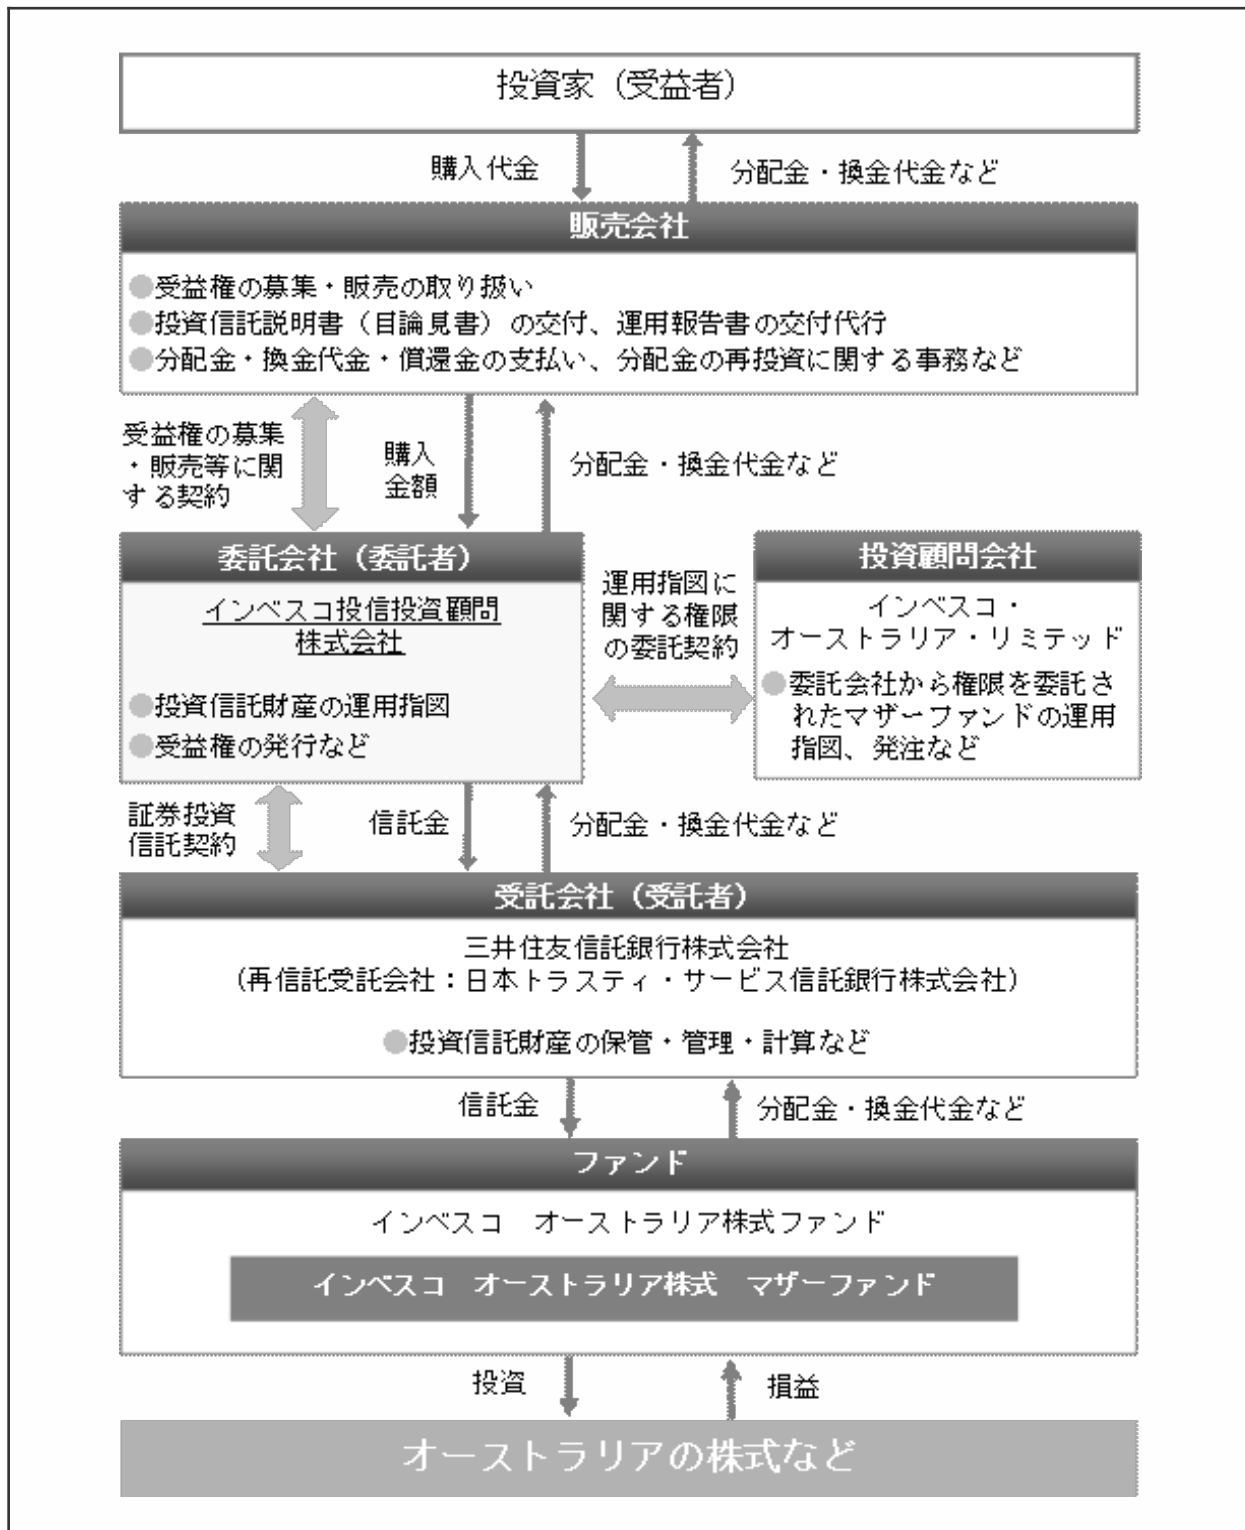 投資家（受益者）
購入代金
分配金・換金代金など
販売会社
●受益権の募集・販売の取り扱い
●投資信託説明書（目論見書）の交付、運用報告書の交付代行
●分配金・換金代金・償還金の支払い、分配金の再投資に関する事務など
受益権の募集
・販売等に関
する契約
購入
金額
分配金・換金代金など
委託会社（委託者）
インベスコ投信投資顧問
株式会社
●投資信託財産の運用指図
●受益権の発行など
運用指図に
関する権限
の委託契約
投資顧問会社
インベスコ・
オーストラリア・リミテッド
●委託会社から権限を委託さ
れたマザーファンドの運用
指図、発注など
証券投資
信託契約
信託金
分配金・換金代金など
受託会社（受託者）
三井住友信託銀行株式会社
(再信託受託会社：日本トラスティ・サービス信託銀行株式会社)
●投資信託財産の保管・管理・計算など
信託金
分配金・換金代金など
ファンド
インベスコ　オーストラリア株式ファンド
インベスコ　オーストラリア株式　マザーファンド
投資
損益
オーストラリアの株式など